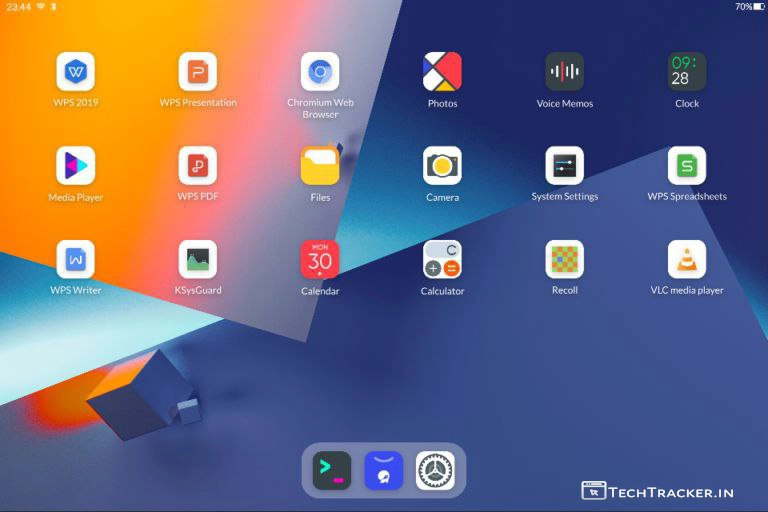 23:44
70%
WPS 2019
WPS Presentation
Chromium Web
Browser
Photos
Voice Memos
09:
28
Clock
Media Player
WPS PDF
Files
Camera
System Settings
WPS Spreadsheets
WPS Writer
KSysGuard
MON
30
Calendar
C
Calculator
Recoll
VLC media player
TECHTRACKER.IN